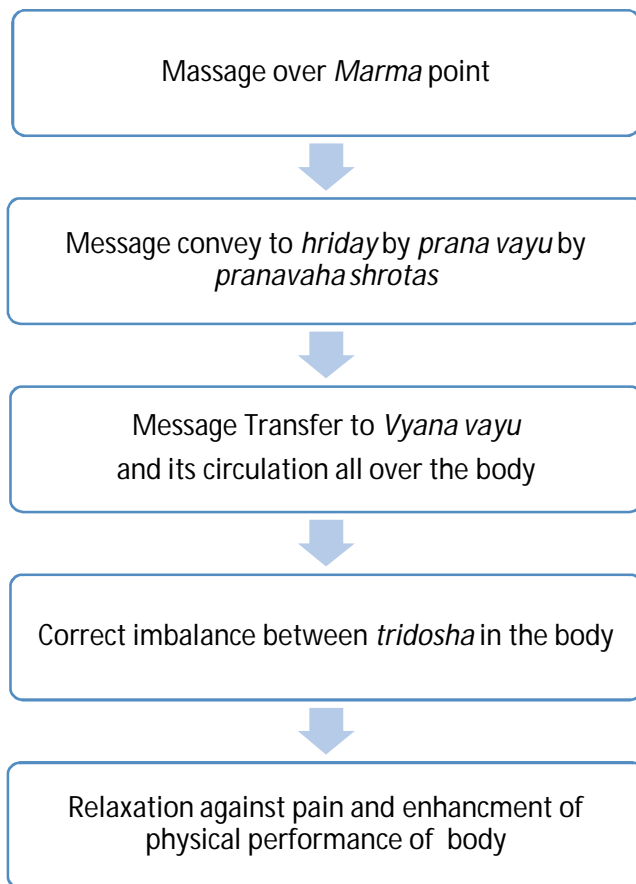 Massage over Marma point
Message convey to hriday by prana vayu by
pranavaha shrotas
Message Transfer to Vyana vayu
and its circulation all over the body
Correct imbalance between tridosha in the body
Relaxation against pain and enhancment of
physical performance of body